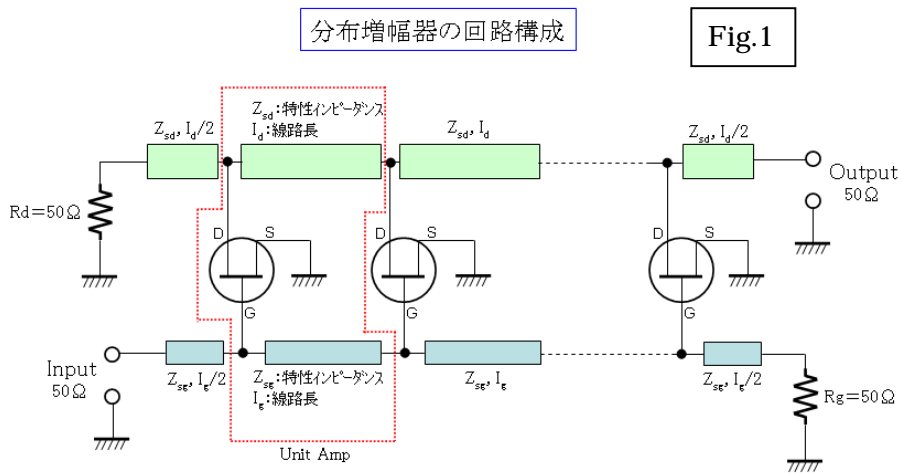 分布増幅器の回路構成
Fig.1
Zsd:特性インピーダンス
Id:線路長
Zsd, Id/2
Zsd, Id
Zsd, Id/2
Output
50Ω
Rd=50Ω
D
S
D
S
D
S
G
G
G
Input
50Ω
Zsg, Ig/2
Zsg:特性インピーダンス
Ig:線路長
Zsg, Ig
Zsg, Ig/2
Rg=50Ω
Unit Amp